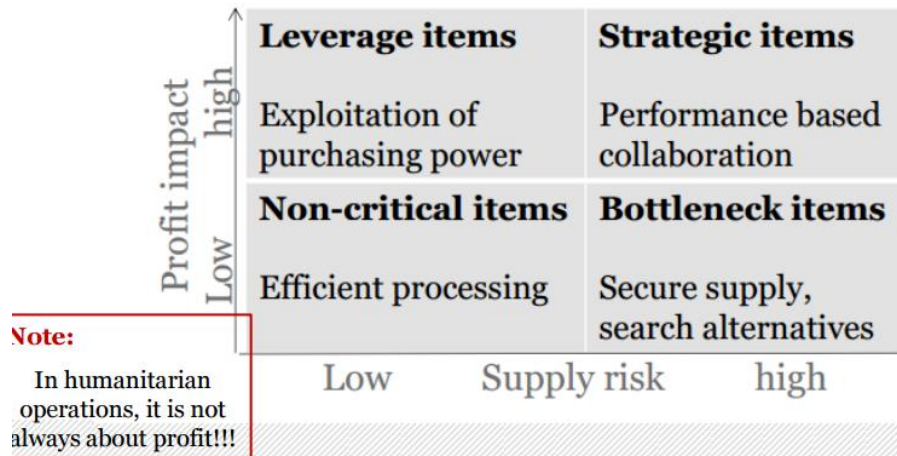 Leverage items
Exploitation of
purchasing power
Strategic items
Performance based
collaboration
Non-critical items
Efficient processing
Bottleneck items
Secure supply,
search alternatives
Profit impact
Low
high
Low
Supply risk
high
Note:
In humanitarian
operations, it is not
always about profit!!!